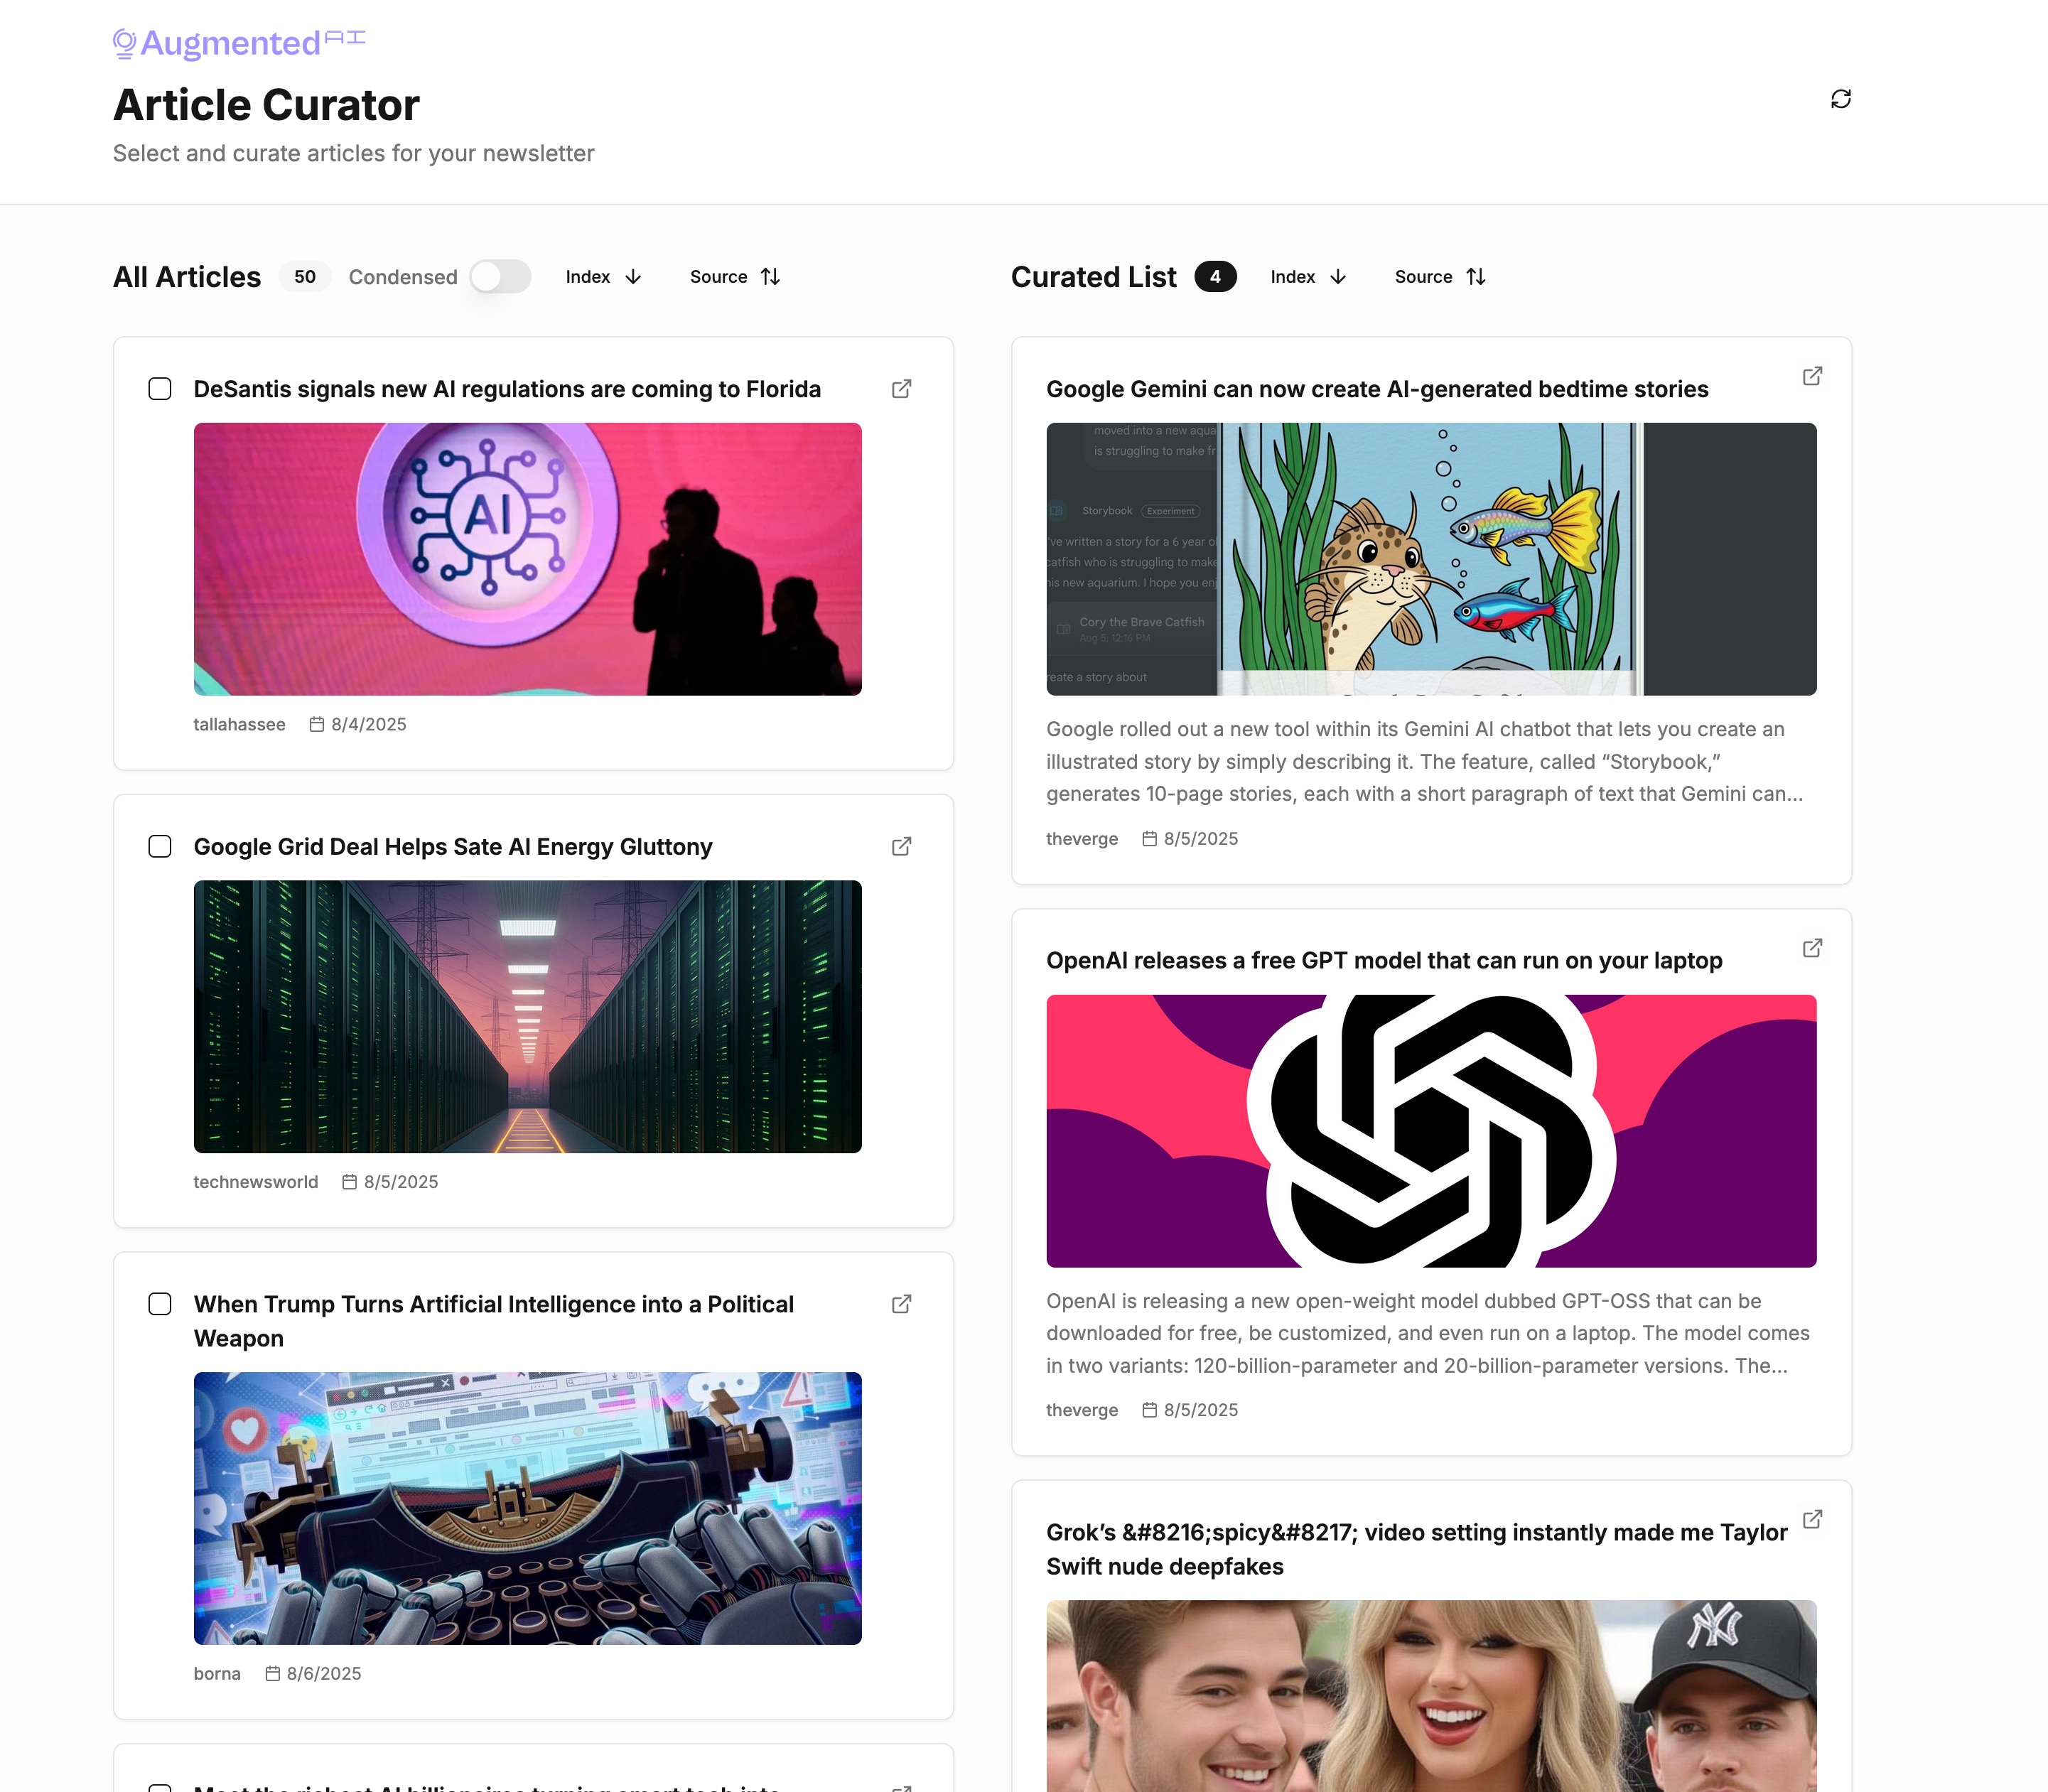 Augmented AI
Article Curator
Select and curate articles for your newsletter
All Articles 50 Condensed Index Source
DeSantis signals new AI regulations are coming to Florida
AI
tallahassee 8/4/2025
Google Grid Deal Helps Sate AI Energy Gluttony
technewsworld 8/5/2025
When Trump Turns Artificial Intelligence into a Political
Weapon
borna 8/6/2025
Curated List 4 Index Source
Google Gemini can now create AI-generated bedtime stories
moved into a new aqua
is struggling to make fr
Storybook Experiment
've written a story for a 6 year ol
catfish who is struggling to make
his new aquarium. I hope you enj
Cory the Brave Catfish
Aug 5, 12:16 PM
reate a story about
Google rolled out a new tool within its Gemini AI chatbot that lets you create an
illustrated story by simply describing it. The feature, called “Storybook,”
generates 10-page stories, each with a short paragraph of text that Gemini can...
theverge 8/5/2025
OpenAI releases a free GPT model that can run on your laptop
OpenAI is releasing a new open-weight model dubbed GPT-OSS that can be
downloaded for free, be customized, and even run on a laptop. The model comes
in two variants: 120-billion-parameter and 20-billion-parameter versions. The...
theverge 8/5/2025
Grok’s &#8216;spicy&#8217; video setting instantly made me Taylor
Swift nude deepfakes
NY